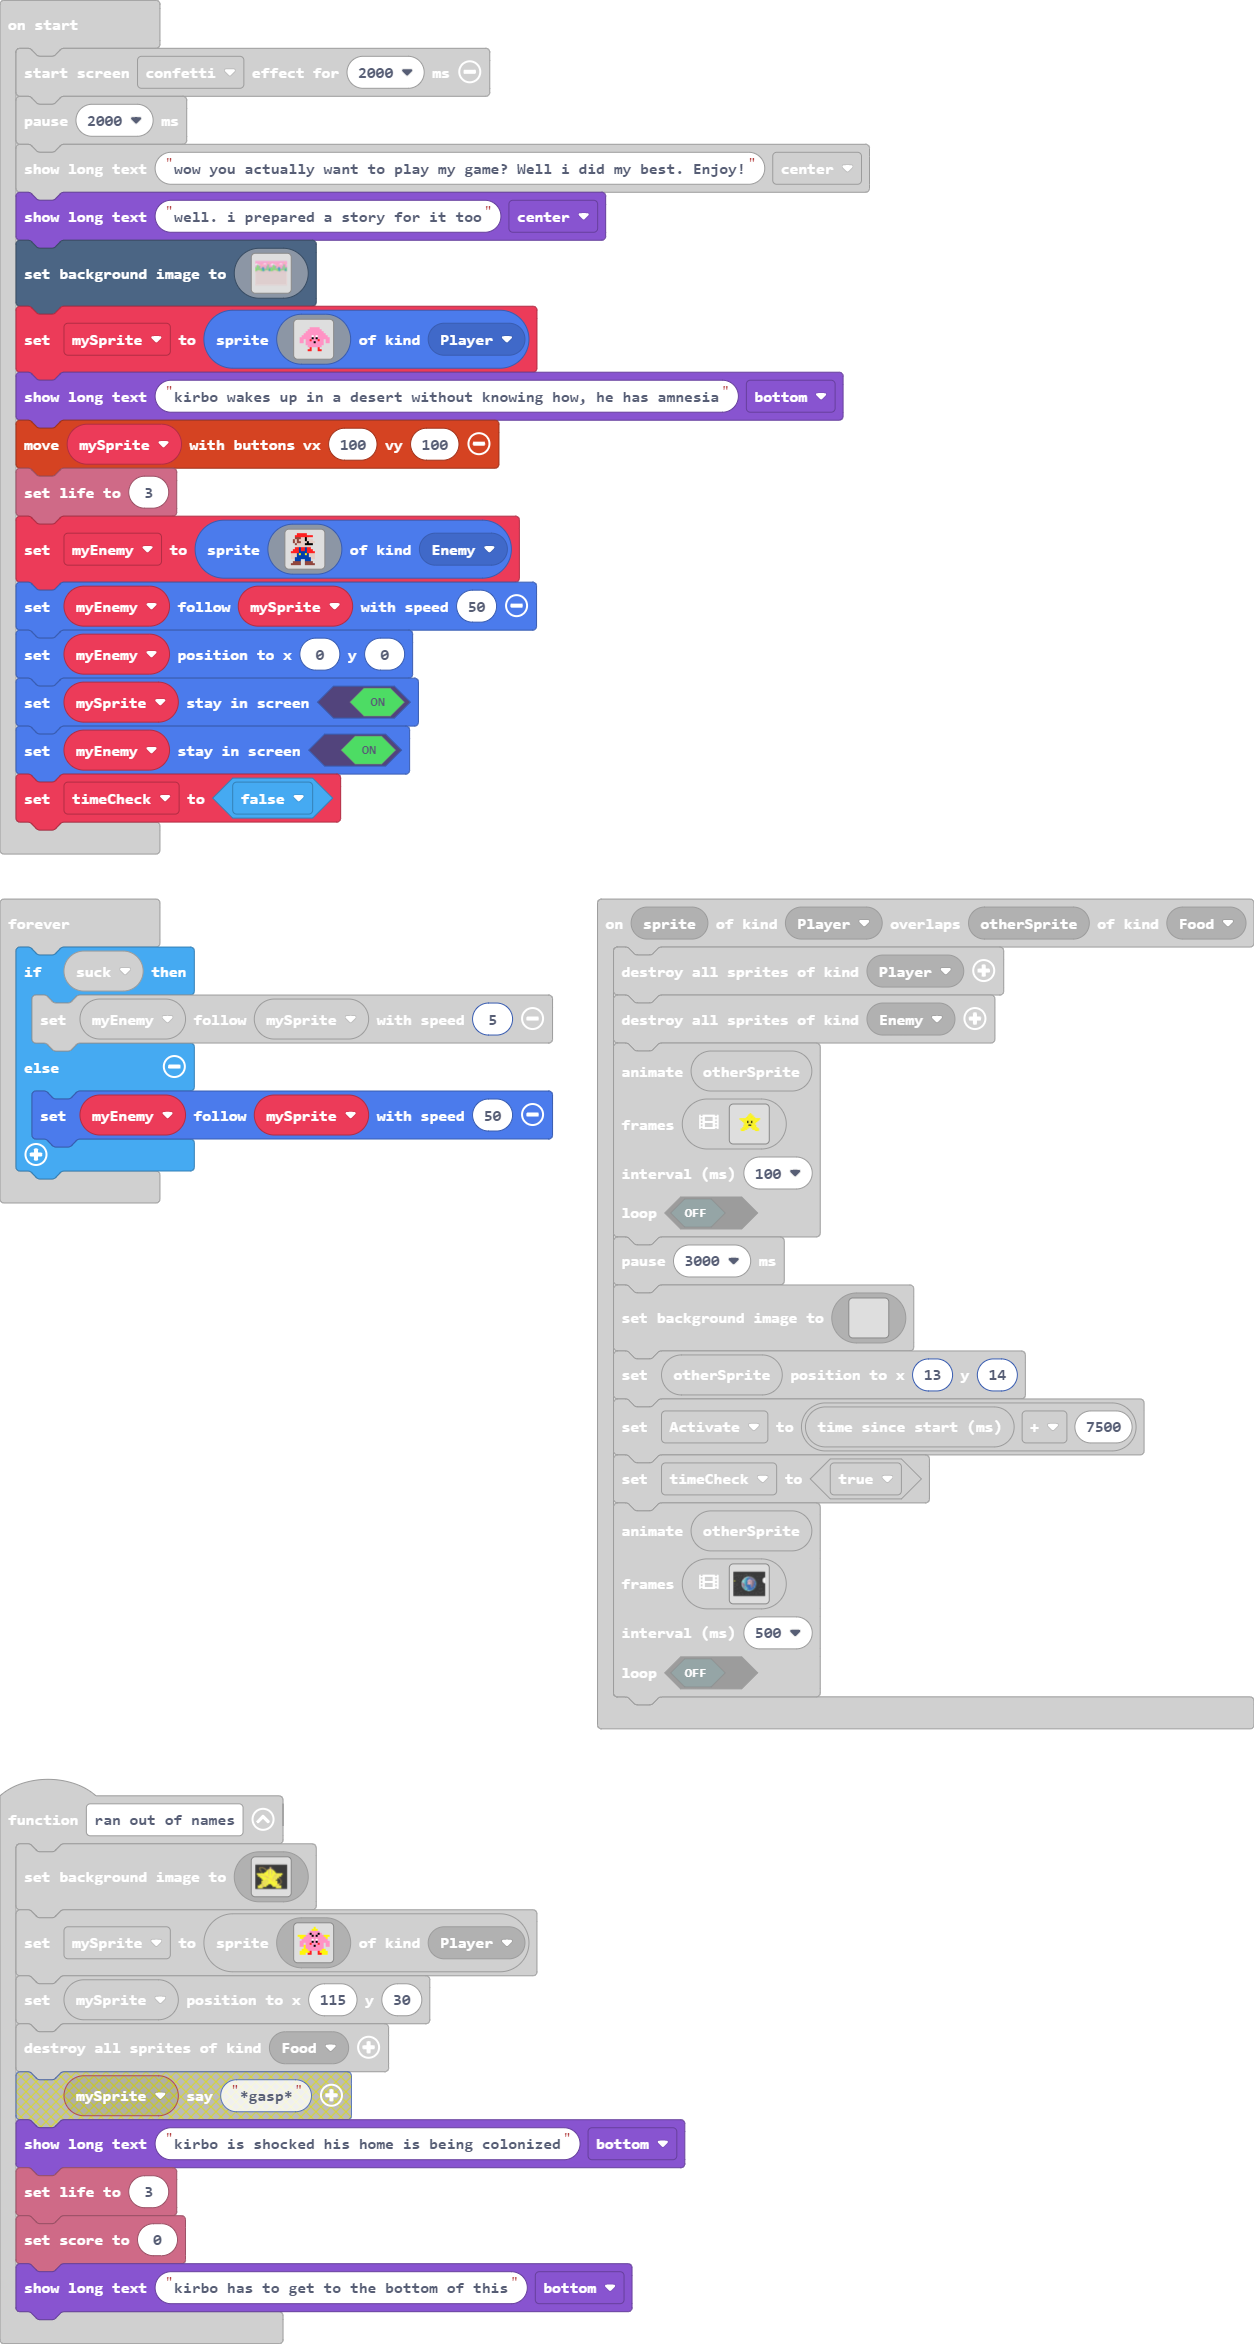 on start
start screen confetti effect for 2000 ms
pause 2000 ms
show long text "wow you actually want to play my game? Well i did my best. Enjoy!" center
show long text "well. i prepared a story for it too" center
set background image to
set mySprite to sprite of kind Player
show long text "kirbo wakes up in a desert without knowing how, he has amnesia" bottom
move mySprite with buttons vx 100 vy 100
set life to 3
set myEnemy to sprite of kind Enemy
set myEnemy follow mySprite with speed 50
set myEnemy position to x 0 y 0
set mySprite stay in screen ON
set myEnemy stay in screen ON
set timeCheck to false
forever
if suck then
set myEnemy follow mySprite with speed 5
else
set myEnemy follow mySprite with speed 50
on sprite of kind Player overlaps otherSprite of kind Food
destroy all sprites of kind Player
destroy all sprites of kind Enemy
animate otherSprite
frames
interval (ms) 100
loop OFF
pause 3000 ms
set background image to
set otherSprite position to x 13 y 14
set Activate to time since start (ms) + 7500
set timeCheck to true
animate otherSprite
frames
interval (ms) 500
loop OFF
function ran out of names
set background image to
set mySprite to sprite of kind Player
set mySprite position to x 115 y 30
destroy all sprites of kind Food
mySprite say "*gasp*"
show long text "kirbo is shocked his home is being colonized" bottom
set life to 3
set score to 0
show long text "kirbo has to get to the bottom of this" bottom